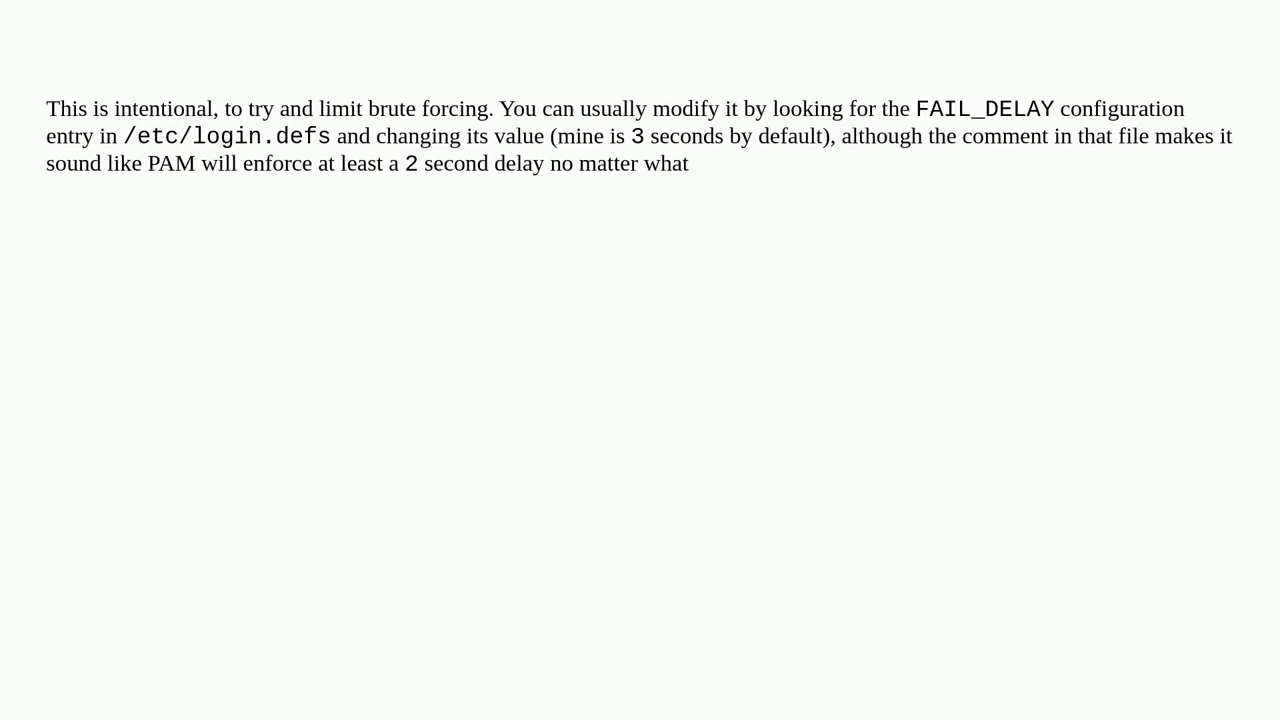 This is intentional, to try and limit brute forcing. You can usually modify it by looking for the FAIL_DELAY configuration
entry in /etc/login.defs and changing its value (mine is 3 seconds by default), although the comment in that file makes it
sound like PAM will enforce at least a 2 second delay no matter what